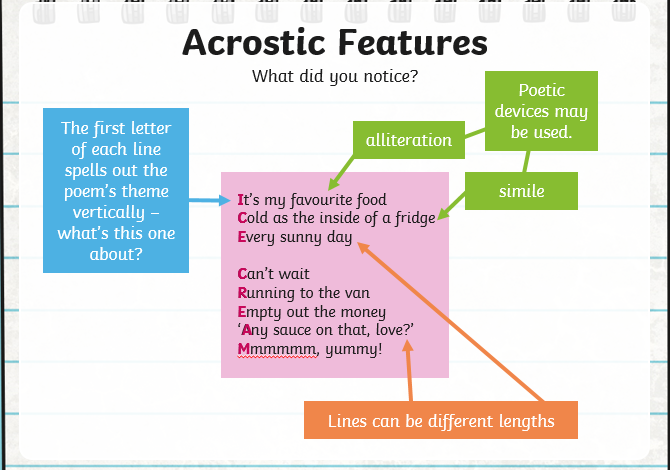 Acrostic Features
What did you notice?
The first letter
of each line
spells out the
poem's theme
vertically –
what's this one
about?
alliteration
Poetic
devices may
be used.
simile
It's my favourite food
Cold as the inside of a fridge
Every sunny day
Can't wait
Running to the van
Empty out the money
'Any sauce on that, love?'
Mmmmmm, yummy!
Lines can be different lengths